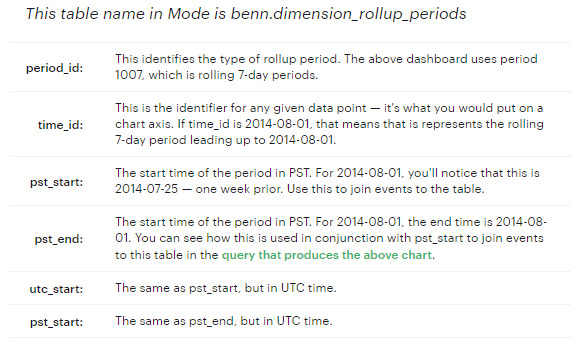 This table name in Mode is benn.dimension_rollup_periods
period_id:
This identifies the type of rollup period. The above dashboard uses period
1007, which is rolling 7-day periods.
time_id:
This is the identifier for any given data point — it's what you would put on a
chart axis. If time_id is 2014-08-01, that means that is represents the rolling
7-day period leading up to 2014-08-01.
pst_start:
The start time of the period in PST. For 2014-08-01, you'll notice that this is
2014-07-25 — one week prior. Use this to join events to the table.
pst_end:
The start time of the period in PST. For 2014-08-01, the end time is 2014-08-
01. You can see how this is used in conjunction with pst_start to join events
to this table in the query that produces the above chart.
utc_start:
The same as pst_start, but in UTC time.
pst_start:
The same as pst_end, but in UTC time.